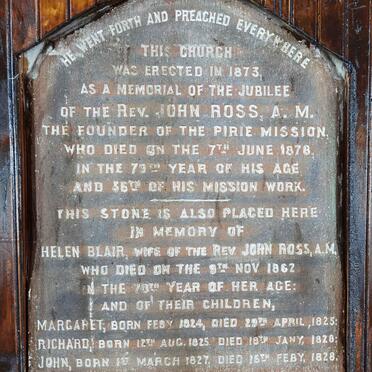 HE WENT FORTH AND PREACHED EVERYWHERE
THIS CHURCH
WAS ERECTED IN 1873,
AS A MEMORIAL OF THE JUBILEE
OF THE REV. JOHN ROSS, A. M.
THE FOUNDER OF THE PIRIE MISSION,
WHO DIED ON THE 7TH JUNE 1878,
IN THE 79TH YEAR OF HIS AGE
AND 56TH OF HIS MISSION WORK.
THIS STONE IS ALSO PLACED HERE
IN MEMORY OF
HELEN BLAIR, WIFE OF THE REV JOHN ROSS, A.M.
WHO DIED ON THE 9TH NOV 1862
IN THE YEAR OF HER AGE:
AND OF THEIR CHILDREN,
MARGARET, BORN FEBY 1824, DIED 29TH APRIL, 1825:
RICHARD, BORN 12TH AUG. 1825 DIED 18TH JANY, 1828:
JOHN, BORN 1ST MARCH 1827, DIED 15TH FEBY, 1828.